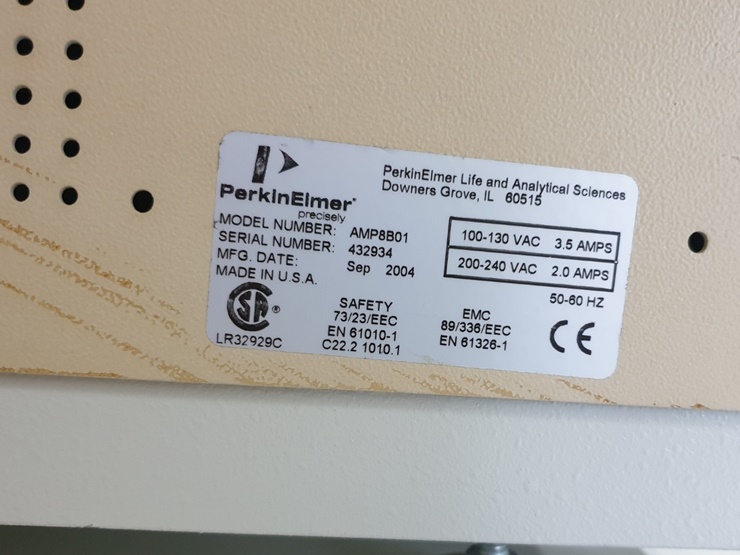 PerkinElmer
precisely
PerkinElmer Life and Analytical Sciences
Downers Grove, IL 60515
MODEL NUMBER: AMP8B01
SERIAL NUMBER: 432934
MFG. DATE: Sep 2004
MADE IN U.S.A.
100-130 VAC 3.5 AMPS
200-240 VAC 2.0 AMPS
50-60 HZ
SA ®
LR32929C
SAFETY
73/23/EEC
EN 61010-1
C22.2 1010.1
EMC
89/336/EEC
EN 61326-1
CE